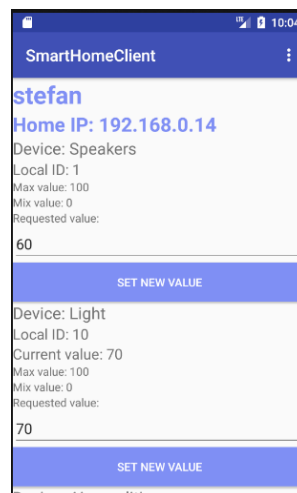 LTE 10:04
SmartHomeClient
stefan
Home IP: 192.168.0.14
Device: Speakers
Local ID: 1
Max value: 100
Mix value: 0
Requested value:
60
SET NEW VALUE
Device: Light
Local ID: 10
Current value: 70
Max value: 100
Mix value: 0
Requested value:
70
SET NEW VALUE